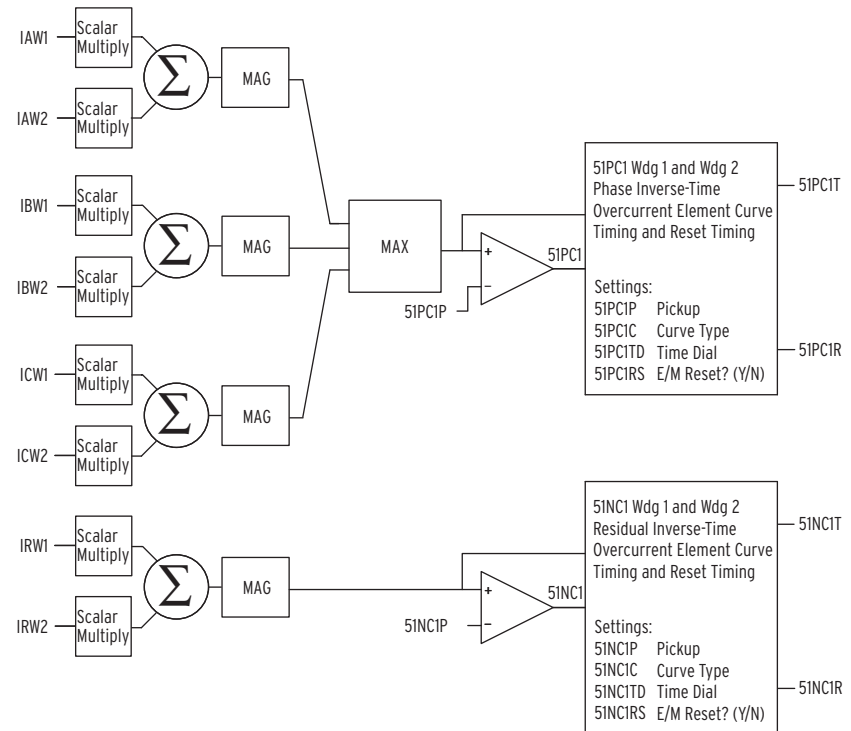 IAW1
Scalar
Multiply
IAW2
Scalar
Multiply
Σ
MAG
IBW1
Scalar
Multiply
IBW2
Scalar
Multiply
Σ
MAG
ICW1
Scalar
Multiply
ICW2
Scalar
Multiply
Σ
MAG
MAX
51PC1P
+
–
51PC1
51PC1 Wdg 1 and Wdg 2
Phase Inverse-Time
Overcurrent Element Curve
Timing and Reset Timing
Settings:
51PC1P Pickup
51PC1C Curve Type
51PC1TD Time Dial
51PC1RS E/M Reset? (Y/N)
51PC1T
51PC1R
IRW1
Scalar
Multiply
IRW2
Scalar
Multiply
Σ
MAG
51NC1P
+
–
51NC1
51NC1 Wdg 1 and Wdg 2
Residual Inverse-Time
Overcurrent Element Curve
Timing and Reset Timing
Settings:
51NC1P Pickup
51NC1C Curve Type
51NC1TD Time Dial
51NC1RS E/M Reset? (Y/N)
51NC1T
51NC1R